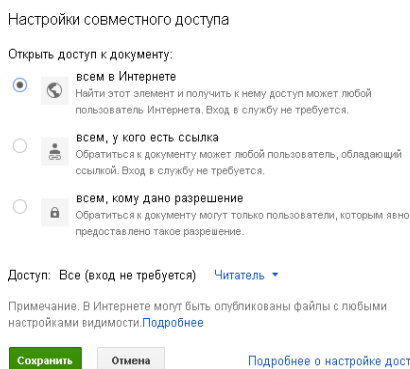 Настройки совместного доступа
Открыть доступ к документу:
всем в Интернете
Найти этот элемент и получить к нему доступ может любой
пользователь Интернета. Вход в службу не требуется.
всем, у кого есть ссылка
Обратиться к документу может любой пользователь, обладающий
ссылкой. Вход в службу не требуется.
всем, кому дано разрешение
Обратиться к документу могут только пользователи, которым явно
предоставлено такое разрешение.
Доступ: Все (вход не требуется) Читатель
Примечание. В Интернете могут быть опубликованы файлы с любыми
настройками видимости.Подробнее
Сохранить Отмена Подробнее о настройке дост